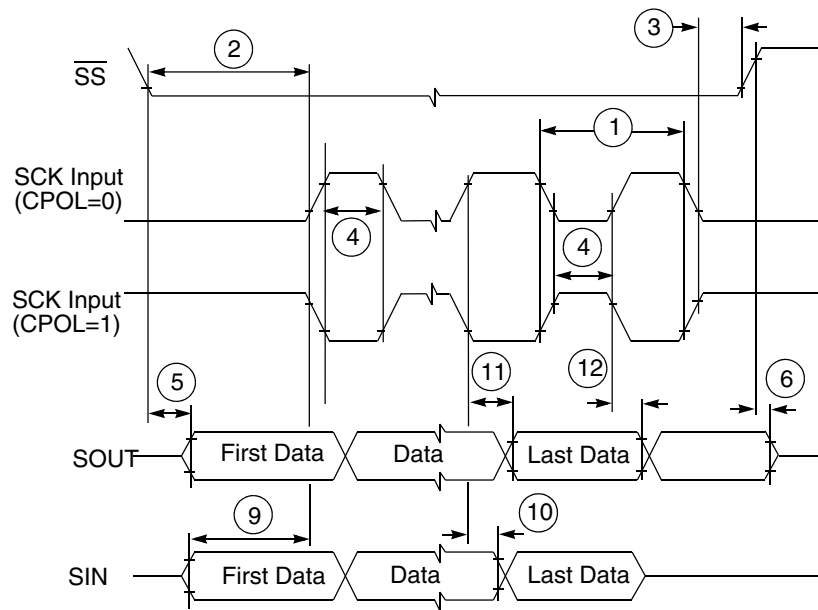 3
2
SS
1
SCK Input
(CPOL=0)
4
4
SCK Input
(CPOL=1)
5
11
12
6
SOUT
First Data
Data
Last Data
9
10
SIN
First Data
Data
Last Data